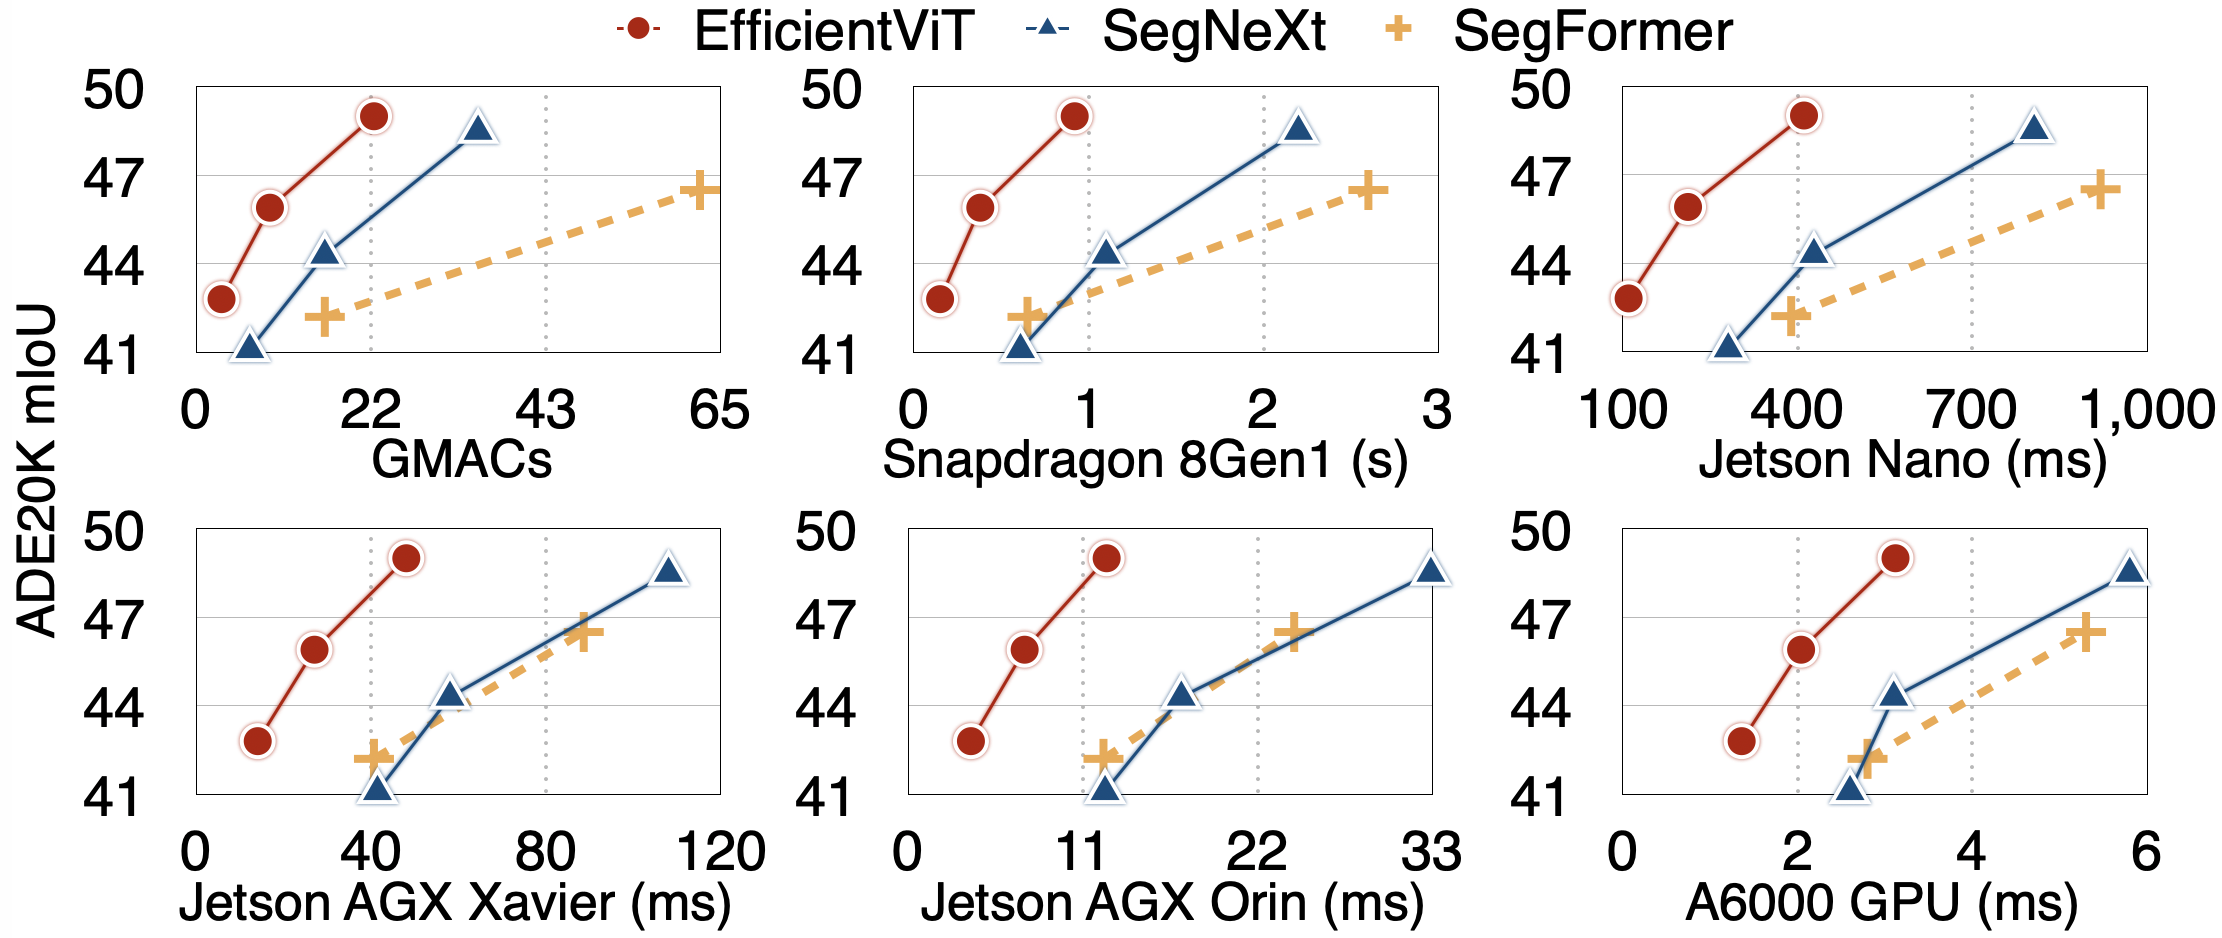 EfficientViT SegNeXt SegFormer
ADE20K mIoU
50
47
44
41
0 22 43 65
GMACs
50
47
44
41
0 1 2 3
Snapdragon 8Gen1 (s)
50
47
44
41
100 400 700 1,000
Jetson Nano (ms)
50
47
44
41
0 40 80 120
Jetson AGX Xavier (ms)
50
47
44
41
0 11 22 33
Jetson AGX Orin (ms)
50
47
44
41
0 2 4 6
A6000 GPU (ms)